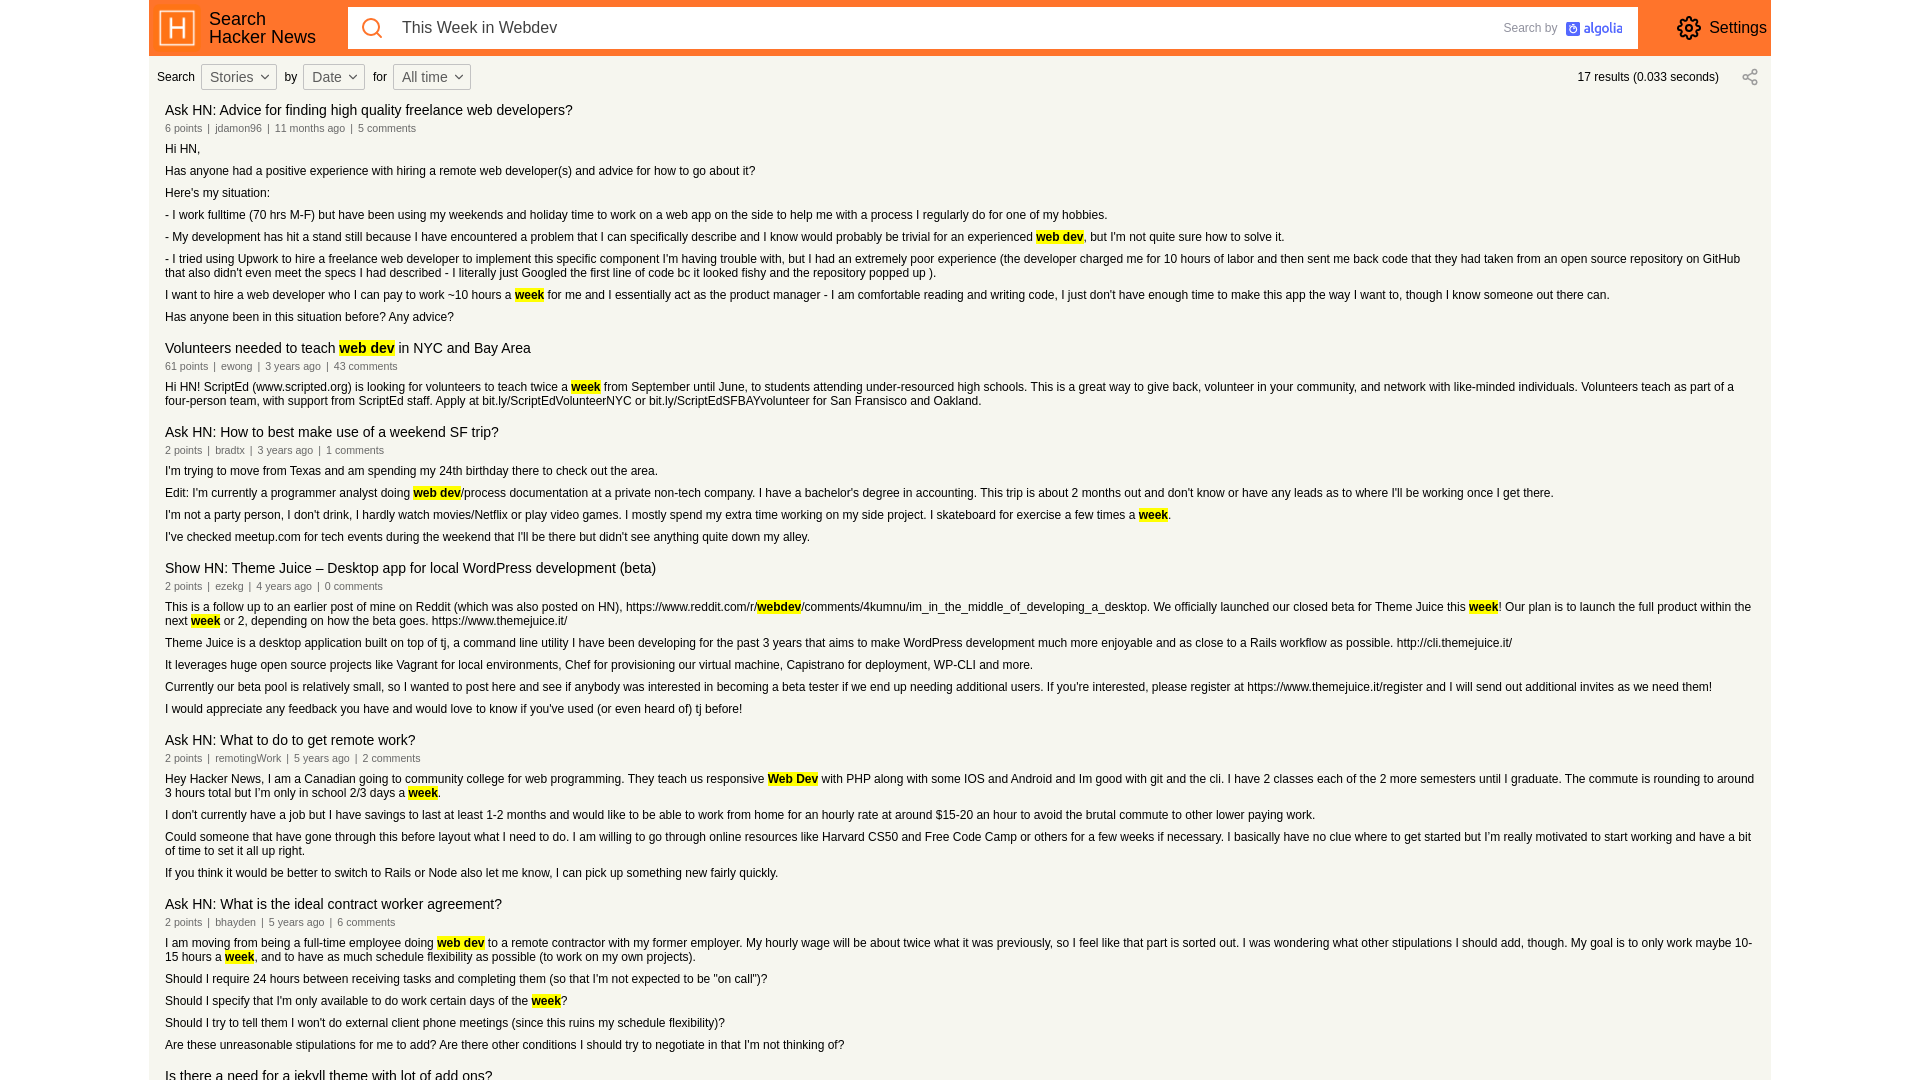 Search
Hacker News
This Week in Webdev
Search by algolia
Settings
Search Stories by Date for All time
17 results (0.033 seconds)
Ask HN: Advice for finding high quality freelance web developers?
6 points | jdamon96 | 11 months ago | 5 comments
Hi HN,
Has anyone had a positive experience with hiring a remote web developer(s) and advice for how to go about it?
Here's my situation:
- I work fulltime (70 hrs M-F) but have been using my weekends and holiday time to work on a web app on the side to help me with a process I regularly do for one of my hobbies.
- My development has hit a stand still because I have encountered a problem that I can specifically describe and I know would probably be trivial for an experienced web dev, but I'm not quite sure how to solve it.
- I tried using Upwork to hire a freelance web developer to implement this specific component I'm having trouble with, but I had an extremely poor experience (the developer charged me for 10 hours of labor and then sent me back code that they had taken from an open source repository on GitHub
that also didn't even meet the specs I had described - I literally just Googled the first line of code bc it looked fishy and the repository popped up ).
I want to hire a web developer who I can pay to work ~10 hours a week for me and I essentially act as the product manager - I am comfortable reading and writing code, I just don't have enough time to make this app the way I want to, though I know someone out there can.
Has anyone been in this situation before? Any advice?
Volunteers needed to teach web dev in NYC and Bay Area
61 points | ewong | 3 years ago | 43 comments
Hi HN! ScriptEd (www.scripted.org) is looking for volunteers to teach twice a week from September until June, to students attending under-resourced high schools. This is a great way to give back, volunteer in your community, and network with like-minded individuals. Volunteers teach as part of a
four-person team, with support from ScriptEd staff. Apply at bit.ly/ScriptEdVolunteerNYC or bit.ly/ScriptEdSFBAYvolunteer for San Fransisco and Oakland.
Ask HN: How to best make use of a weekend SF trip?
2 points | bradtx | 3 years ago | 1 comments
I'm trying to move from Texas and am spending my 24th birthday there to check out the area.
Edit: I'm currently a programmer analyst doing web dev/process documentation at a private non-tech company. I have a bachelor's degree in accounting. This trip is about 2 months out and don't know or have any leads as to where I'll be working once I get there.
I'm not a party person, I don't drink, I hardly watch movies/Netflix or play video games. I mostly spend my extra time working on my side project. I skateboard for exercise a few times a week.
I've checked meetup.com for tech events during the weekend that I'll be there but didn't see anything quite down my alley.
Show HN: Theme Juice – Desktop app for local WordPress development (beta)
2 points | ezekg | 4 years ago | 0 comments
This is a follow up to an earlier post of mine on Reddit (which was also posted on HN), https://www.reddit.com/r/webdev/comments/4kumnu/im_in_the_middle_of_developing_a_desktop. We officially launched our closed beta for Theme Juice this week! Our plan is to launch the full product within the
next week or 2, depending on how the beta goes. https://www.themejuice.it/
Theme Juice is a desktop application built on top of tj, a command line utility I have been developing for the past 3 years that aims to make WordPress development much more enjoyable and as close to a Rails workflow as possible. http://cli.themejuice.it/
It leverages huge open source projects like Vagrant for local environments, Chef for provisioning our virtual machine, Capistrano for deployment, WP-CLI and more.
Currently our beta pool is relatively small, so I wanted to post here and see if anybody was interested in becoming a beta tester if we end up needing additional users. If you're interested, please register at https://www.themejuice.it/register and I will send out additional invites as we need them!
I would appreciate any feedback you have and would love to know if you've used (or even heard of) tj before!
Ask HN: What to do to get remote work?
2 points | remotingWork | 5 years ago | 2 comments
Hey Hacker News, I am a Canadian going to community college for web programming. They teach us responsive Web Dev with PHP along with some IOS and Android and Im good with git and the cli. I have 2 classes each of the 2 more semesters until I graduate. The commute is rounding to around
3 hours total but I’m only in school 2/3 days a week.
I don't currently have a job but I have savings to last at least 1-2 months and would like to be able to work from home for an hourly rate at around $15-20 an hour to avoid the brutal commute to other lower paying work.
Could someone that have gone through this before layout what I need to do. I am willing to go through online resources like Harvard CS50 and Free Code Camp or others for a few weeks if necessary. I basically have no clue where to get started but I’m really motivated to start working and have a bit
of time to set it all up right.
If you think it would be better to switch to Rails or Node also let me know, I can pick up something new fairly quickly.
Ask HN: What is the ideal contract worker agreement?
2 points | bhayden | 5 years ago | 6 comments
I am moving from being a full-time employee doing web dev to a remote contractor with my former employer. My hourly wage will be about twice what it was previously, so I feel like that part is sorted out. I was wondering what other stipulations I should add, though. My goal is to only work maybe 10-
15 hours a week, and to have as much schedule flexibility as possible (to work on my own projects).
Should I require 24 hours between receiving tasks and completing them (so that I'm not expected to be "on call")?
Should I specify that I'm only available to do work certain days of the week?
Should I try to tell them I won't do external client phone meetings (since this ruins my schedule flexibility)?
Are these unreasonable stipulations for me to add? Are there other conditions I should try to negotiate in that I'm not thinking of?
Is there a need for a jekyll theme with lot of add ons?